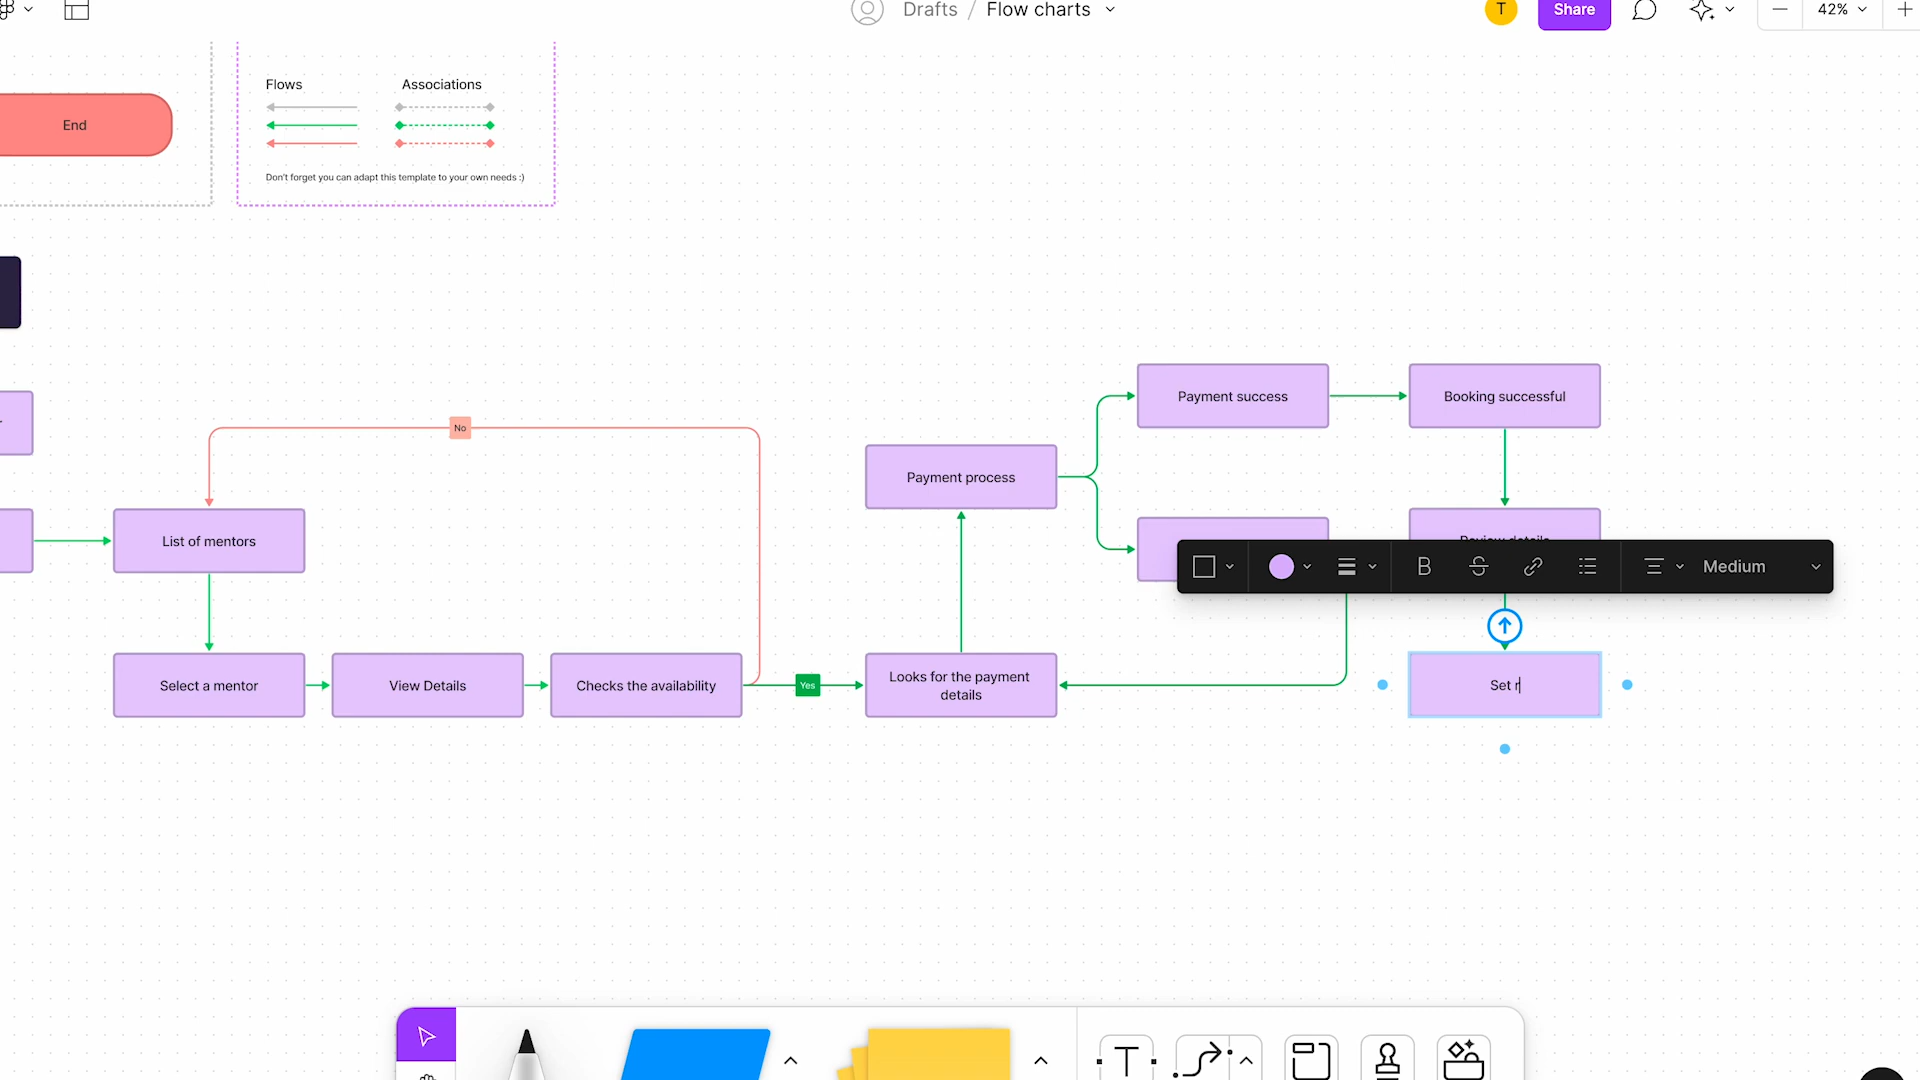 Drafts / Flow charts
T
Share
42%
Flows
Associations
End
Don't forget you can adapt this template to your own needs :)
No
Payment success
Booking successful
Payment process
List of mentors
Review details
B
S
Medium
Select a mentor
View Details
Checks the availability
Yes
Looks for the payment
details
Set r
T